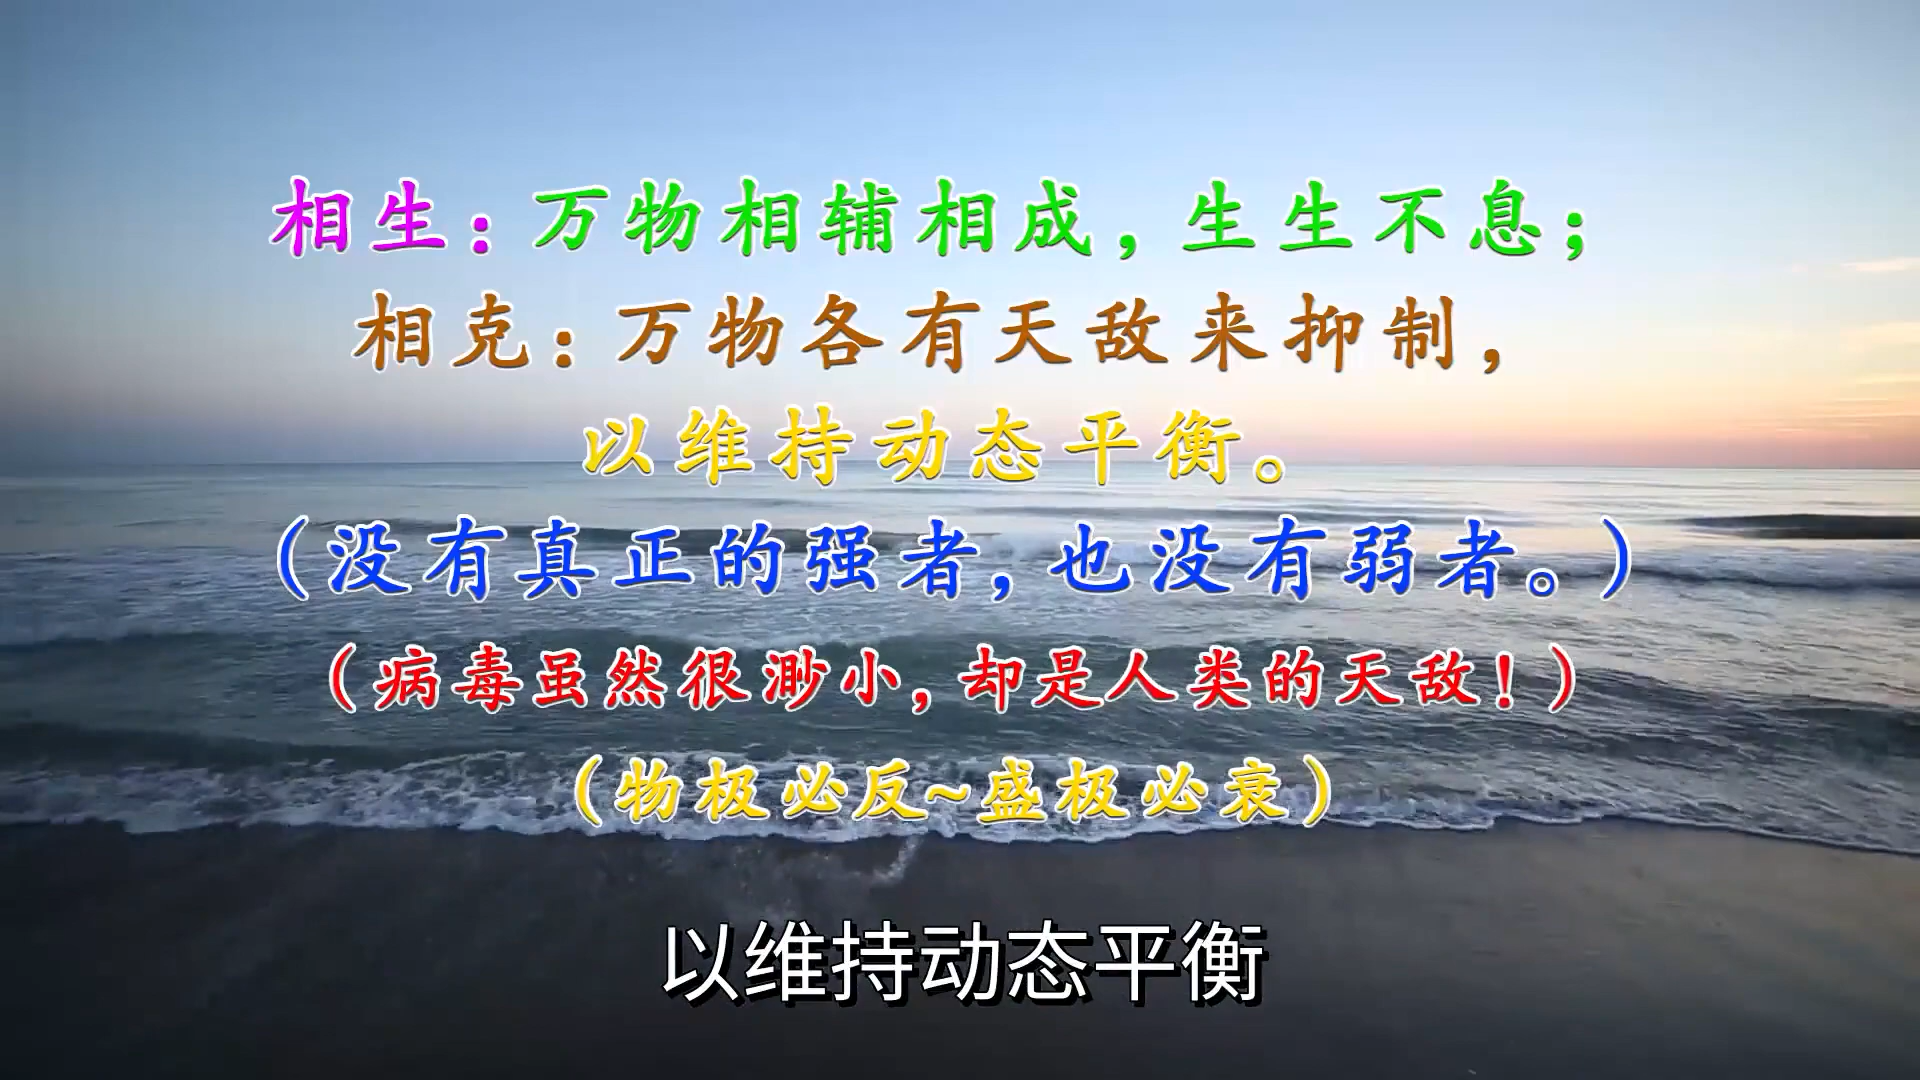 相生：万物相辅相成，生生不息；
相克：万物各有天敌来抑制，
以维持动态平衡。
（没有真正的强者，也没有弱者。）
（病毒虽然很渺小，却是人类的天敌！）
（物极必反~盛极必衰）
以维持动态平衡